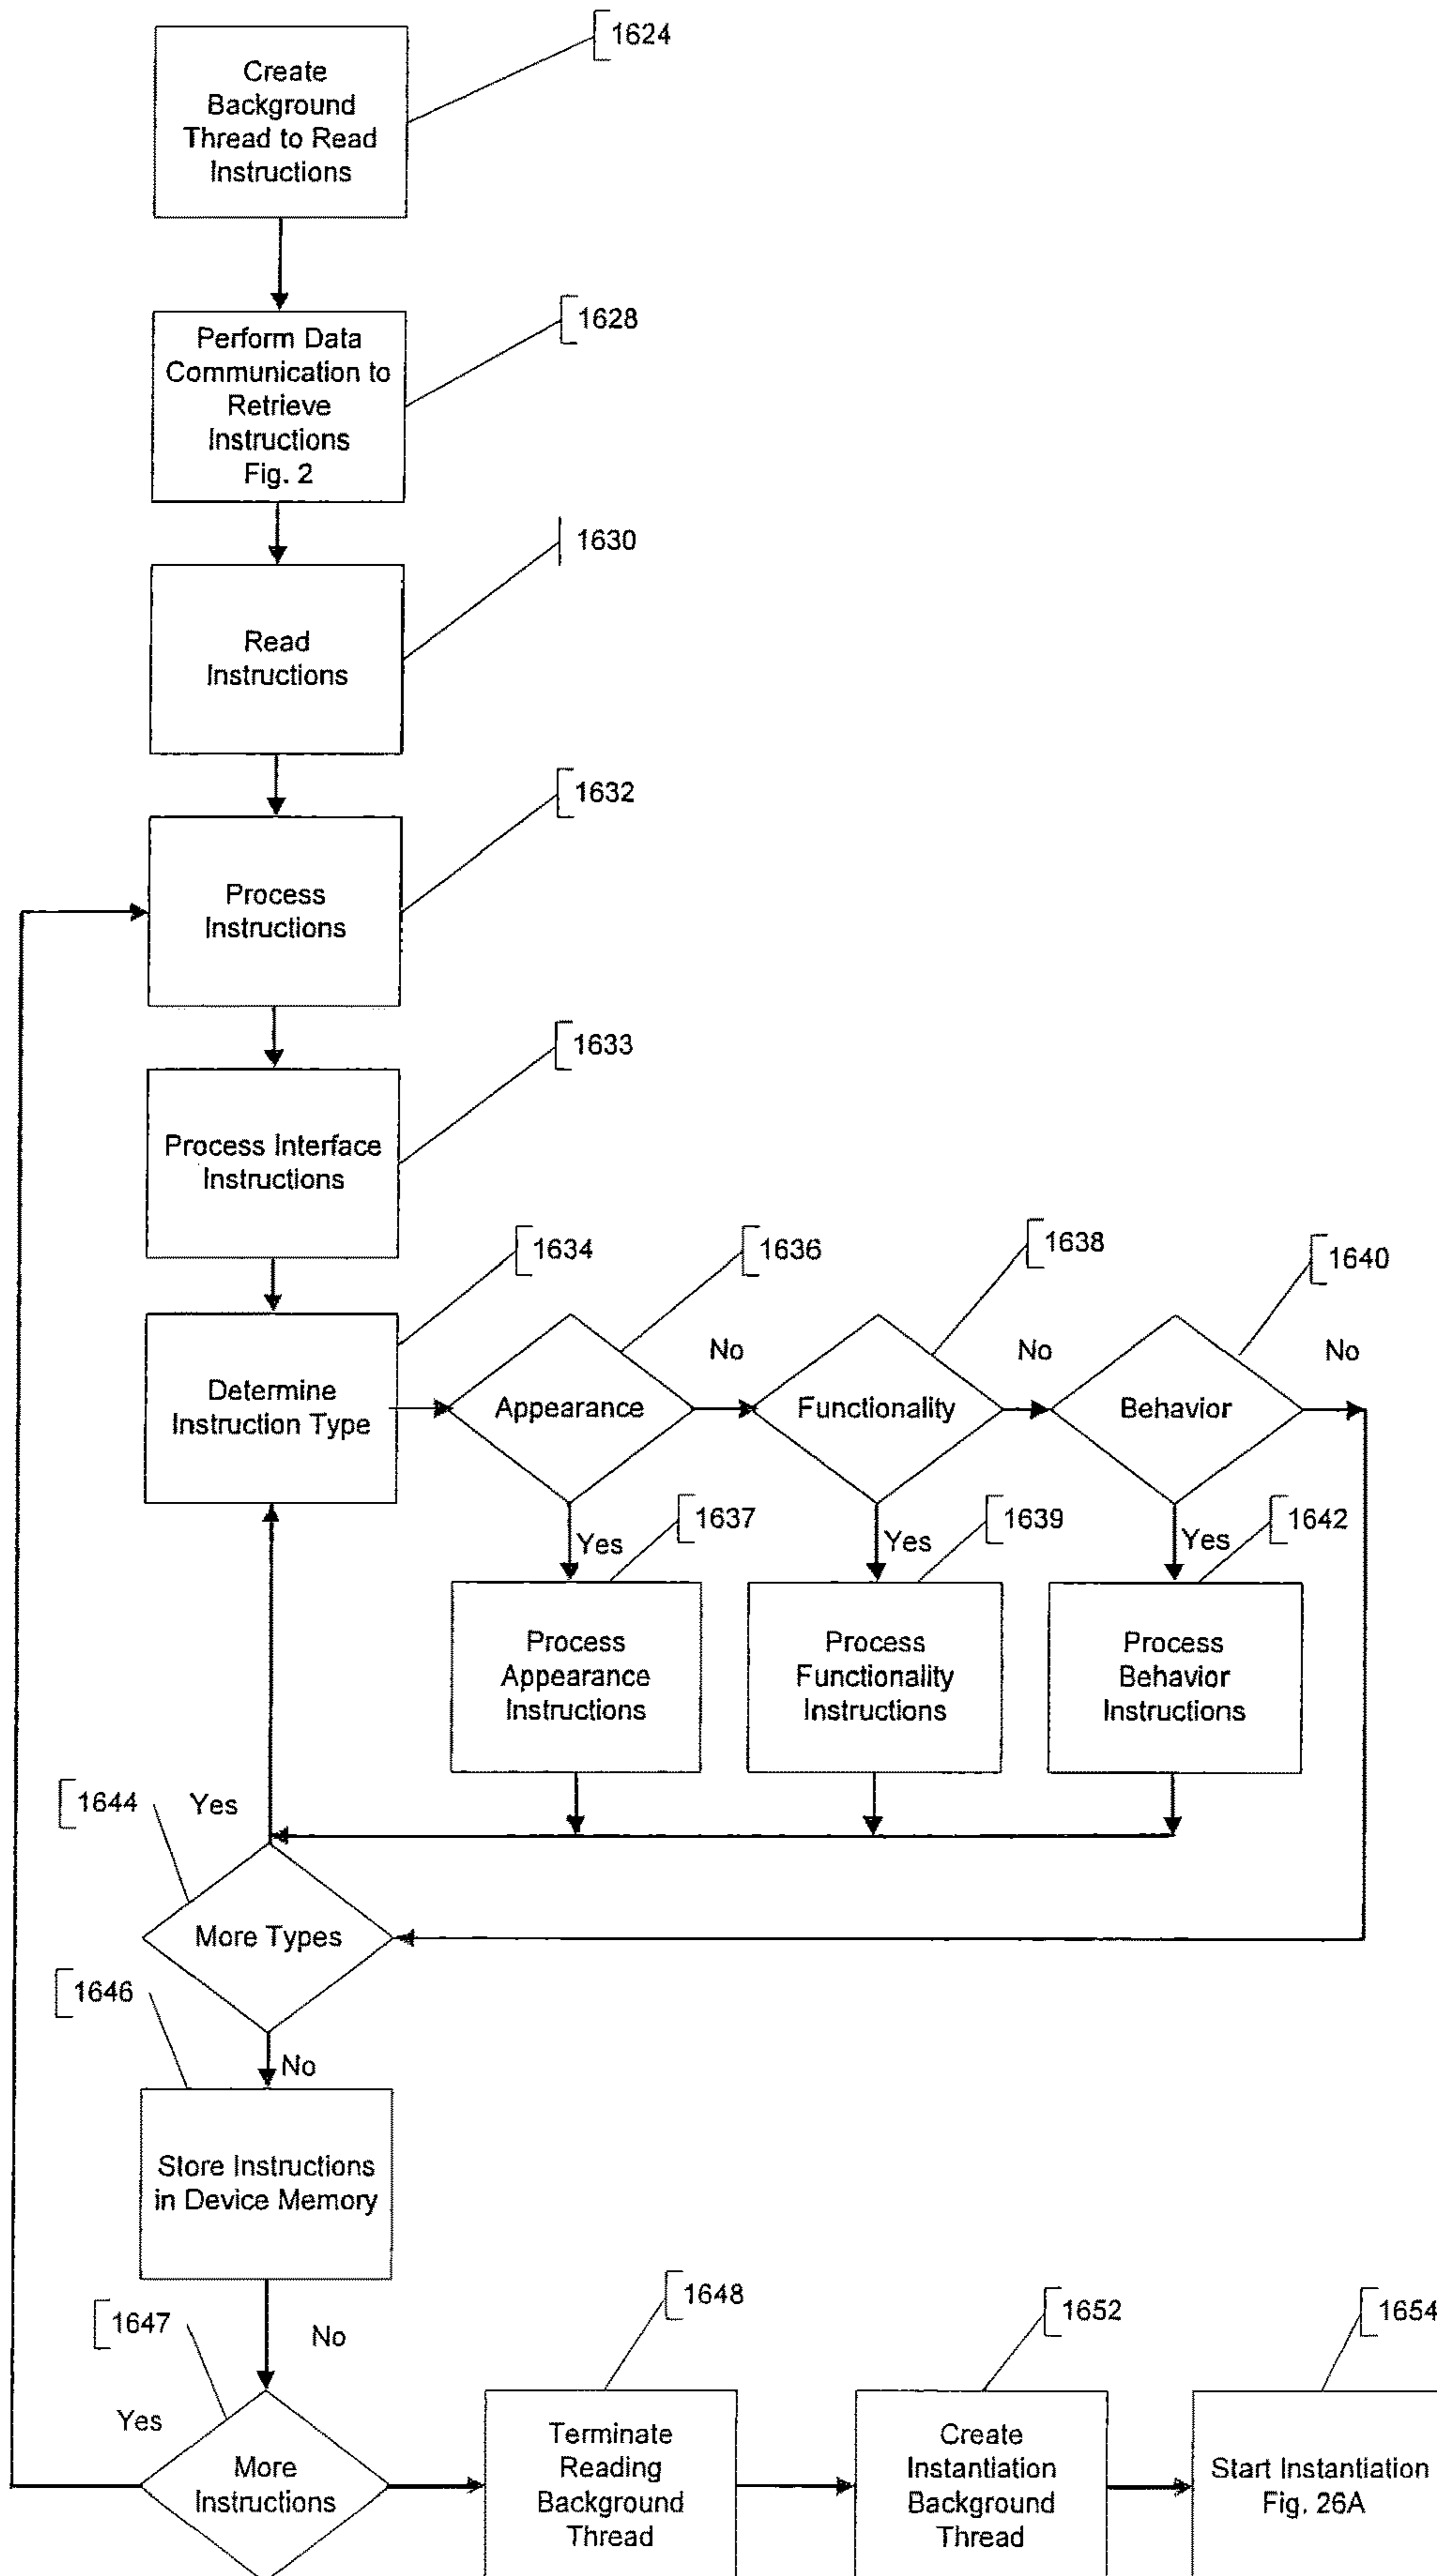 1624
Create
Background
Thread to Read
Instructions
1628
Perform Data
Communication to
Retrieve
Instructions
Fig. 2
1630
Read
Instructions
1632
Process
Instructions
1633
Process Interface
Instructions
1634
1636
1638
1640
No
No
No
Determine
Instruction Type
Appearance
Functionality
Behavior
1637
1639
1642
Yes
Yes
Yes
Process
Appearance
Instructions
Process
Functionality
Instructions
Process
Behavior
Instructions
1644
Yes
More Types
1646
No
Store Instructions
in Device Memory
1647
No
1648
1652
1654
Yes
More
Instructions
Terminate
Reading
Background
Thread
Create
Instantiation
Background
Thread
Start Instantiation
Fig. 26A